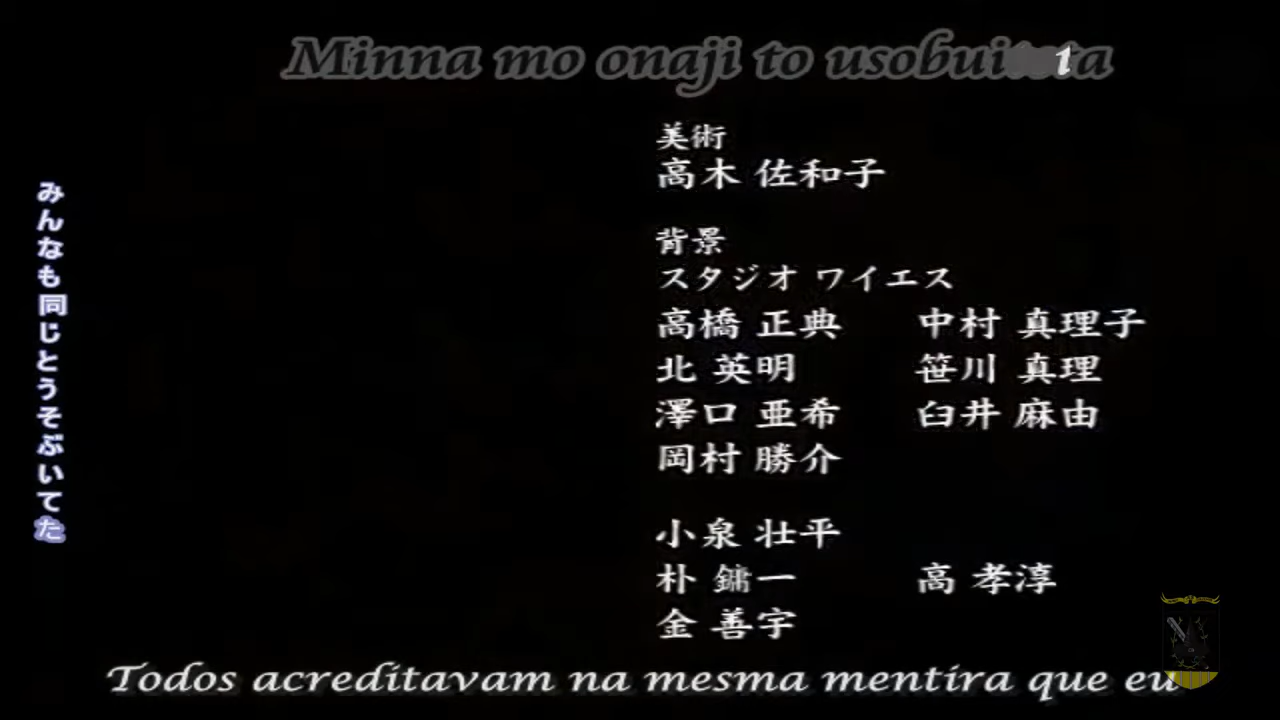 Minna mo onaji to usobuiteta
みんなも同じとうそぶいてた
美術
高木 佐和子
背景
スタジオ ワイエス
高橋 正典 中村 真理子
北 英明 笹川 真理
澤口 亜希 臼井 麻由
岡村 勝介
小泉 壮平
朴 鏞一 高 孝淳
金 善宇
Todos acreditavam na mesma mentira que eu